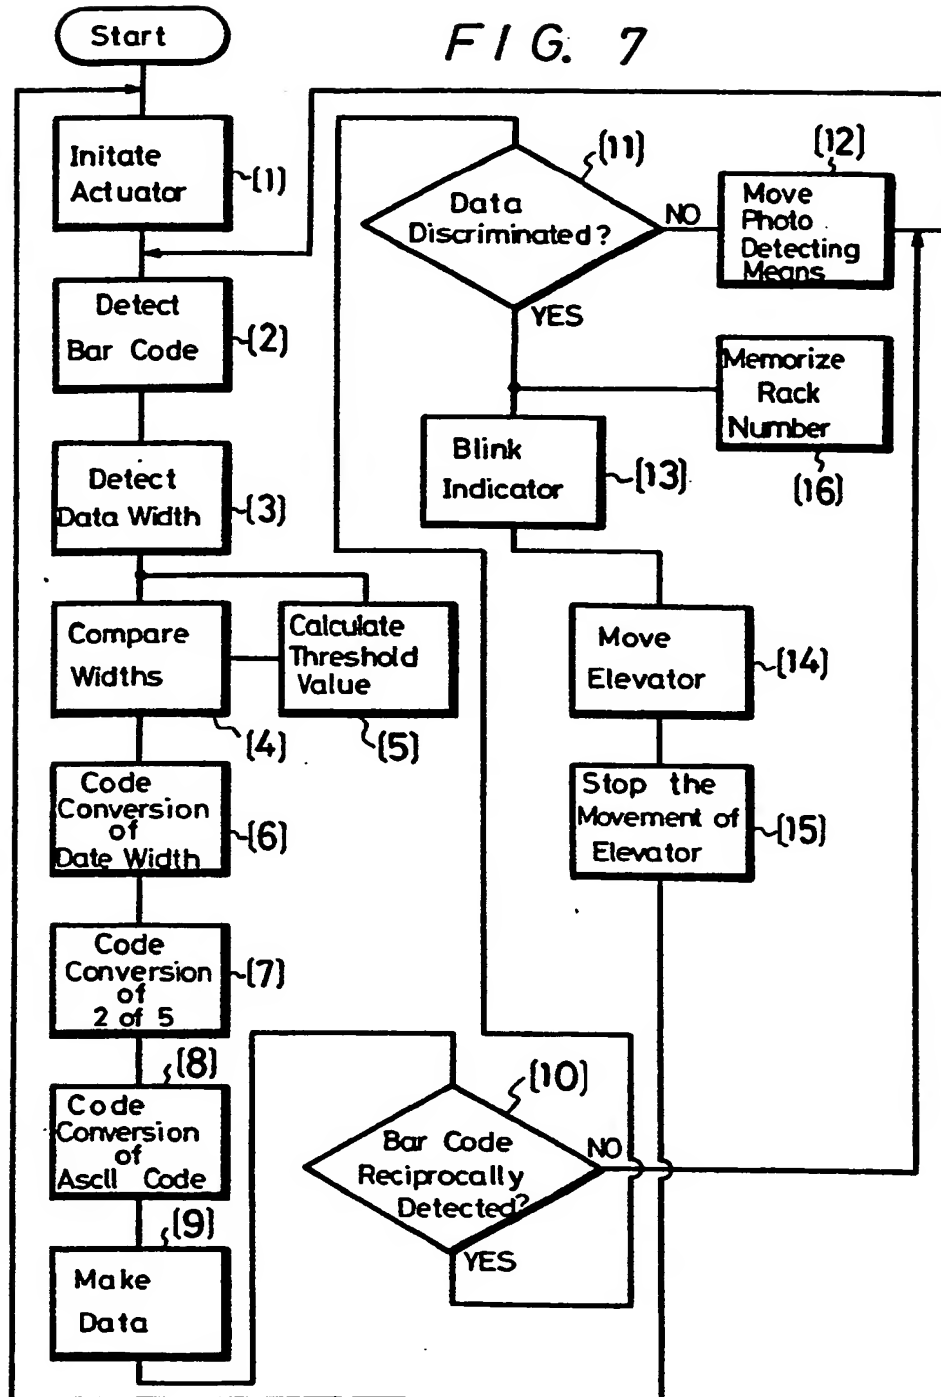 FIG. 7
Start
Initate
Actuator
(1)
Detect
Bar Code
(2)
Detect
Data Width
(3)
Compare
Widths
(4)
Calculate
Threshold
Value
(5)
Code
Conversion
of
Date Width
(6)
Code
Conversion
of
2 of 5
(7)
(8)
Code
Conversion
of
AscII Code
(9)
Make
Data
(10)
Bar Code
Reciprocally
Detected?
NO
YES
(11)
Data
Discriminated?
NO
YES
(12)
Move
Photo
Detecting
Means
Memorize
Rack
Number
(16)
Blink
Indicator
(13)
Move
Elevator
(14)
Stop the
Movement of
Elevator
(15)